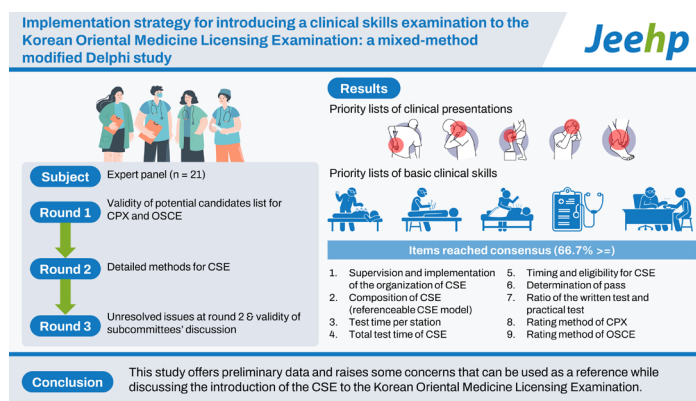 Implementation strategy for introducing a clinical skills examination to the
Korean Oriental Medicine Licensing Examination: a mixed-method
modified Delphi study
Jeehp
Subject
Expert panel (n = 21)
Round 1
Validity of potential candidates list for
CPX and OSCE
Round 2
Detailed methods for CSE
Round 3
Unresolved issues at round 2 & validity of
subcommittees' discussion
Results
Priority lists of clinical presentations
Priority lists of basic clinical skills
Items reached consensus (66.7% >=)
1. Supervision and implementation
of the organization of CSE
2. Composition of CSE
(referenceable CSE model)
3. Test time per station
4. Total test time of CSE
5. Timing and eligibility for CSE
6. Determination of pass
7. Ratio of the written test and
practical test
8. Rating method of CPX
9. Rating method of OSCE
Conclusion
This study offers preliminary data and raises some concerns that can be used as a reference while
discussing the introduction of the CSE to the Korean Oriental Medicine Licensing Examination.